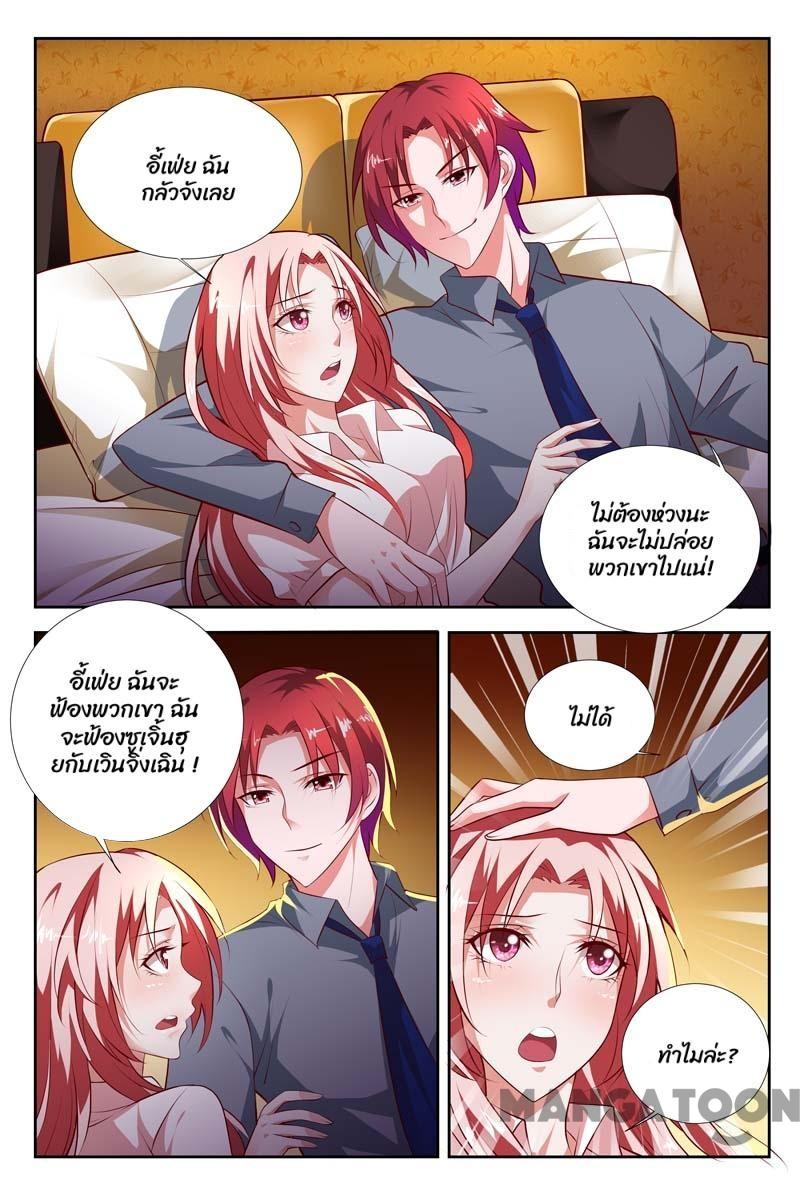 อี้เฟ่ย ฉัน
กลัวจังเลย
ไม่ต้องห่วงนะ
ฉันจะไม่ปล่อย
พวกเขาไปแน่!
อี้เฟ่ย ฉันจะ
ฟ้องพวกเขา ฉัน
จะฟ้องซูเจิ้นฮุ
ยกับเวินจิ่งเฉิน !
ไม่ได้
ทำไมล่ะ?
MANGATOON